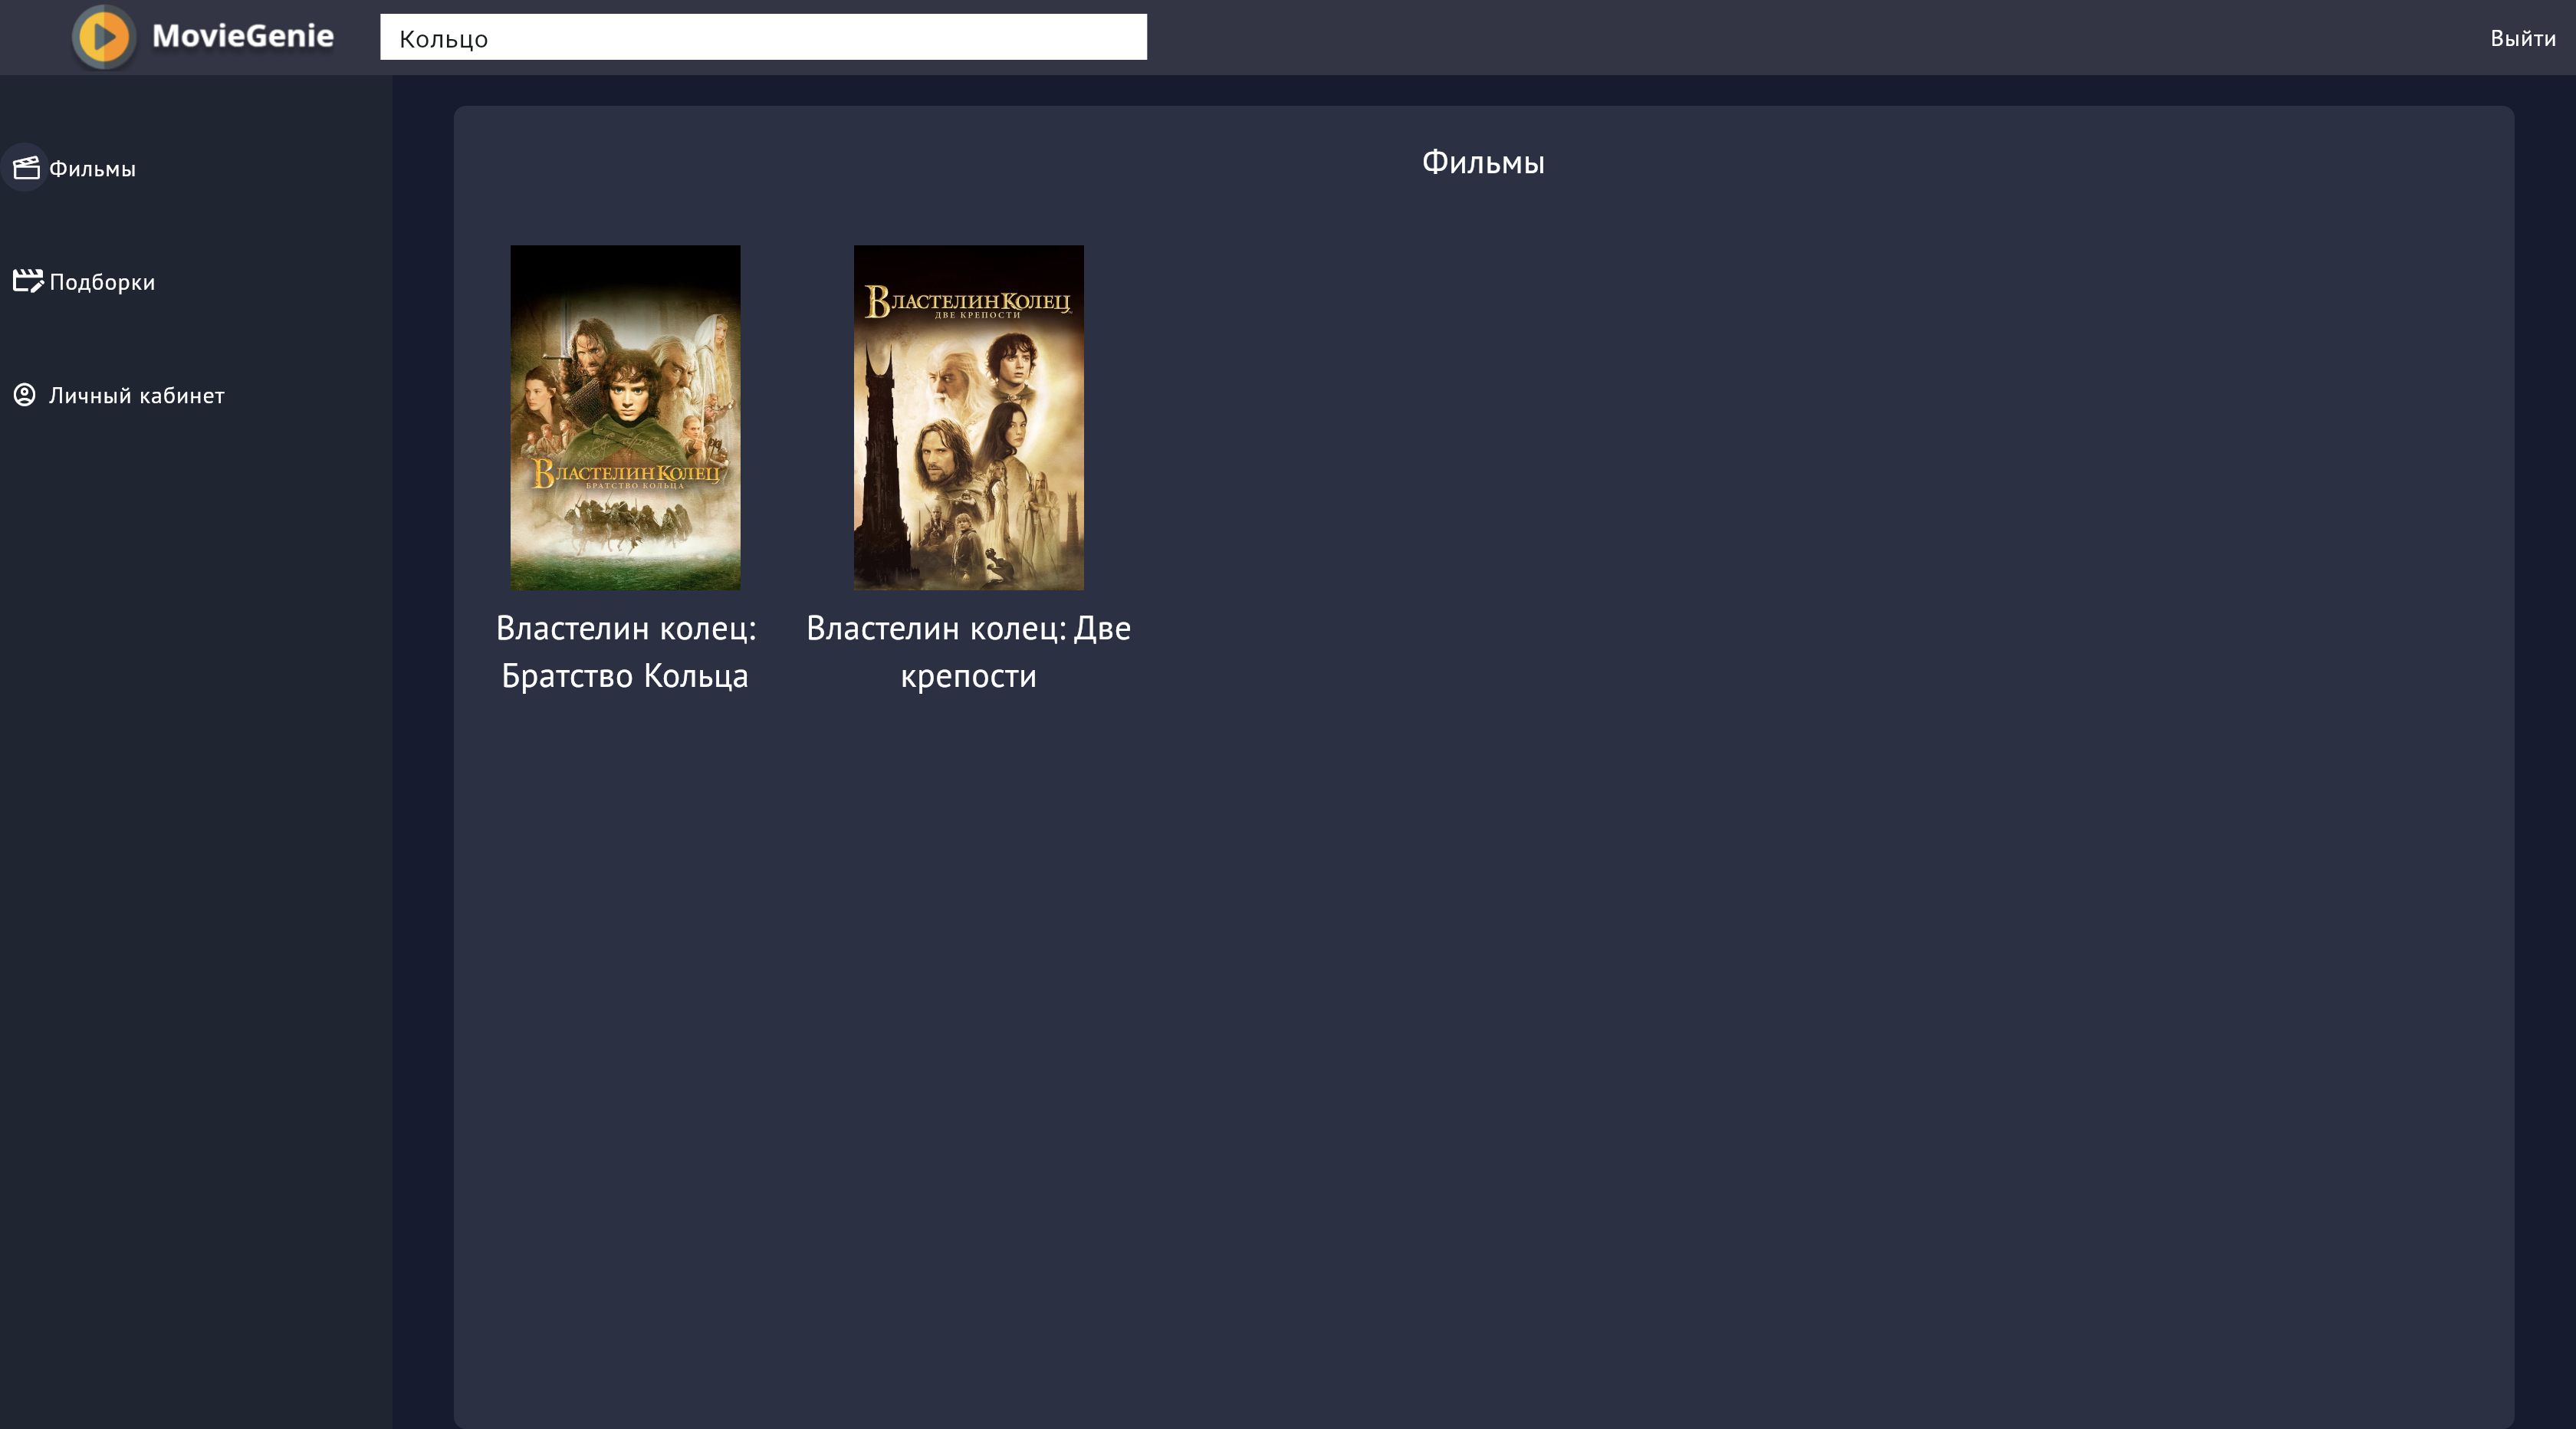 MovieGenie
Кольцо
Выйти
Фильмы
Подборки
Личный кабинет
Фильмы
ВЛАСТЕЛИН КОЛЕЦ
БРАТСТВО КОЛЬЦА
ВЛАСТЕЛИН КОЛЕЦ
ДВЕ КРЕПОСТИ
Властелин колец:
Братство Кольца
Властелин колец: Две
крепости